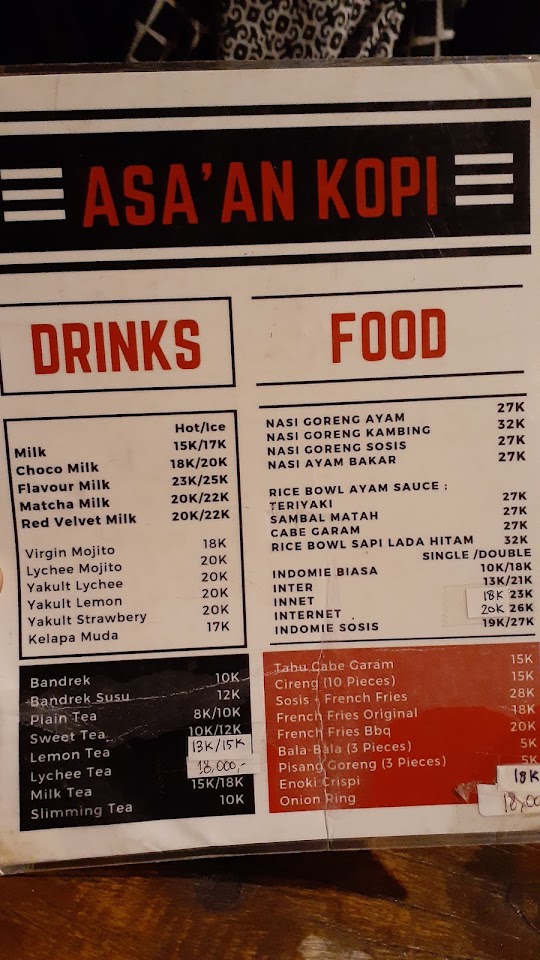 ASA'AN KOPI
DRINKS
Hot/Ice
Milk 15K/17K
Choco Milk 18K/20K
Flavour Milk 23K/25K
Matcha Milk 20K/22K
Red Velvet Milk 20K/22K
Virgin Mojito 18K
Lychee Mojito 20K
Yakult Lychee 20K
Yakult Lemon 20K
Yakult Strawbery 20K
Kelapa Muda 17K
Bandrek 10K
Bandrek Susu 12K
Plain Tea 8K/10K
Sweet Tea 10K/12K
Lemon Tea 13K/15K
Lychee Tea 18,000,-
Milk Tea 15K/18K
Slimming Tea 10K
FOOD
NASI GORENG AYAM 27K
NASI GORENG KAMBING 32K
NASI GORENG SOSIS 27K
NASI AYAM BAKAR 27K
RICE BOWL AYAM SAUCE :
TERIYAKI 27K
SAMBAL MATAH 27K
CABE GARAM 27K
RICE BOWL SAPI LADA HITAM 32K
SINGLE /DOUBLE
INDOMIE BIASA 10K/18K
INTER 13K/21K
INNET 18K 23K
INTERNET 20K 26K
INDOMIE SOSIS 19K/27K
Tahu Cabe Garam 15K
Cireng (10 Pieces) 15K
Sosis - French Fries 28K
French Fries Original 18K
French Fries Bbq 20K
Bala-Bala (3 Pieces) 5K
Pisang Goreng (3 Pieces) 5K
Enoki Crispi 18K
Onion Ring